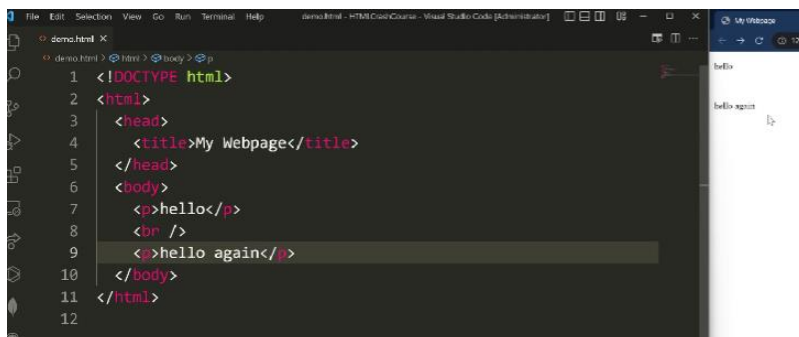 File Edit Selection View Go Run Terminal Help demo.html - HTMLCrashCourse - Visual Studio Code [Administrator]
My Webpage
demo.html
demo.html > html > body > p
1 <!DOCTYPE html>
2 <html>
3 <head>
4 <title>My Webpage</title>
5 </head>
6 <body>
7 <p>hello</p>
8 <br />
9 <p>hello again</p>
10 </body>
11 </html>
12
hello
hello again